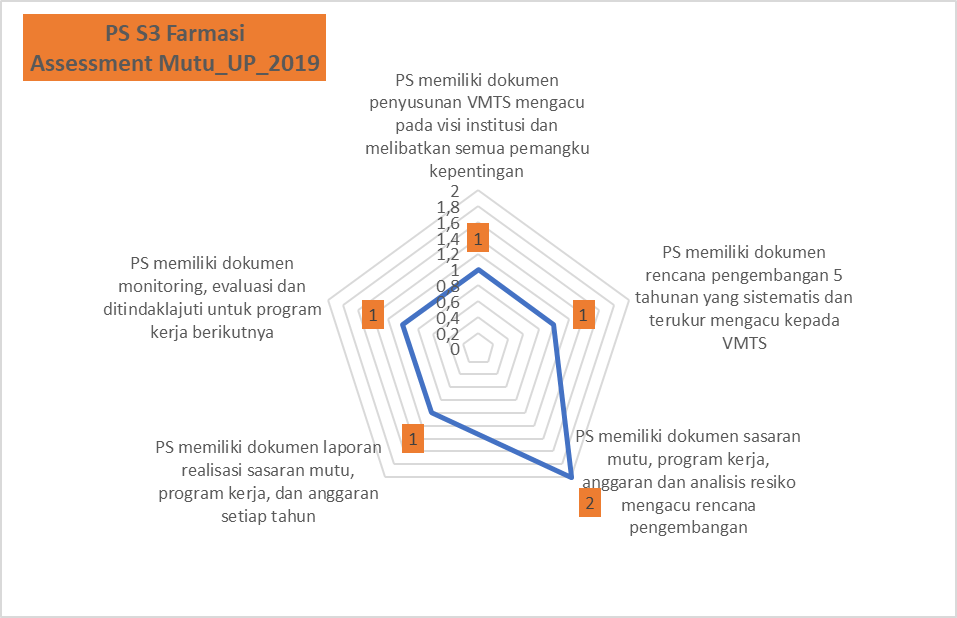 PS S3 Farmasi
Assessment Mutu_UP_2019
PS memiliki dokumen
penyusunan VMTS mengacu
pada visi institusi dan
melibatkan semua pemangku
kepentingan
2
1,8
1,6
1,4
1,2
1
0,8
0,6
0,4
0,2
0
1
PS memiliki dokumen
rencana pengembangan 5
tahunan yang sistematis dan
terukur mengacu kepada
VMTS
1
PS memiliki dokumen sasaran
mutu, program kerja,
anggaran dan analisis resiko
mengacu rencana
pengembangan
2
PS memiliki dokumen laporan
realisasi sasaran mutu,
program kerja, dan anggaran
setiap tahun
1
PS memiliki dokumen
monitoring, evaluasi dan
ditindaklajuti untuk program
kerja berikutnya
1